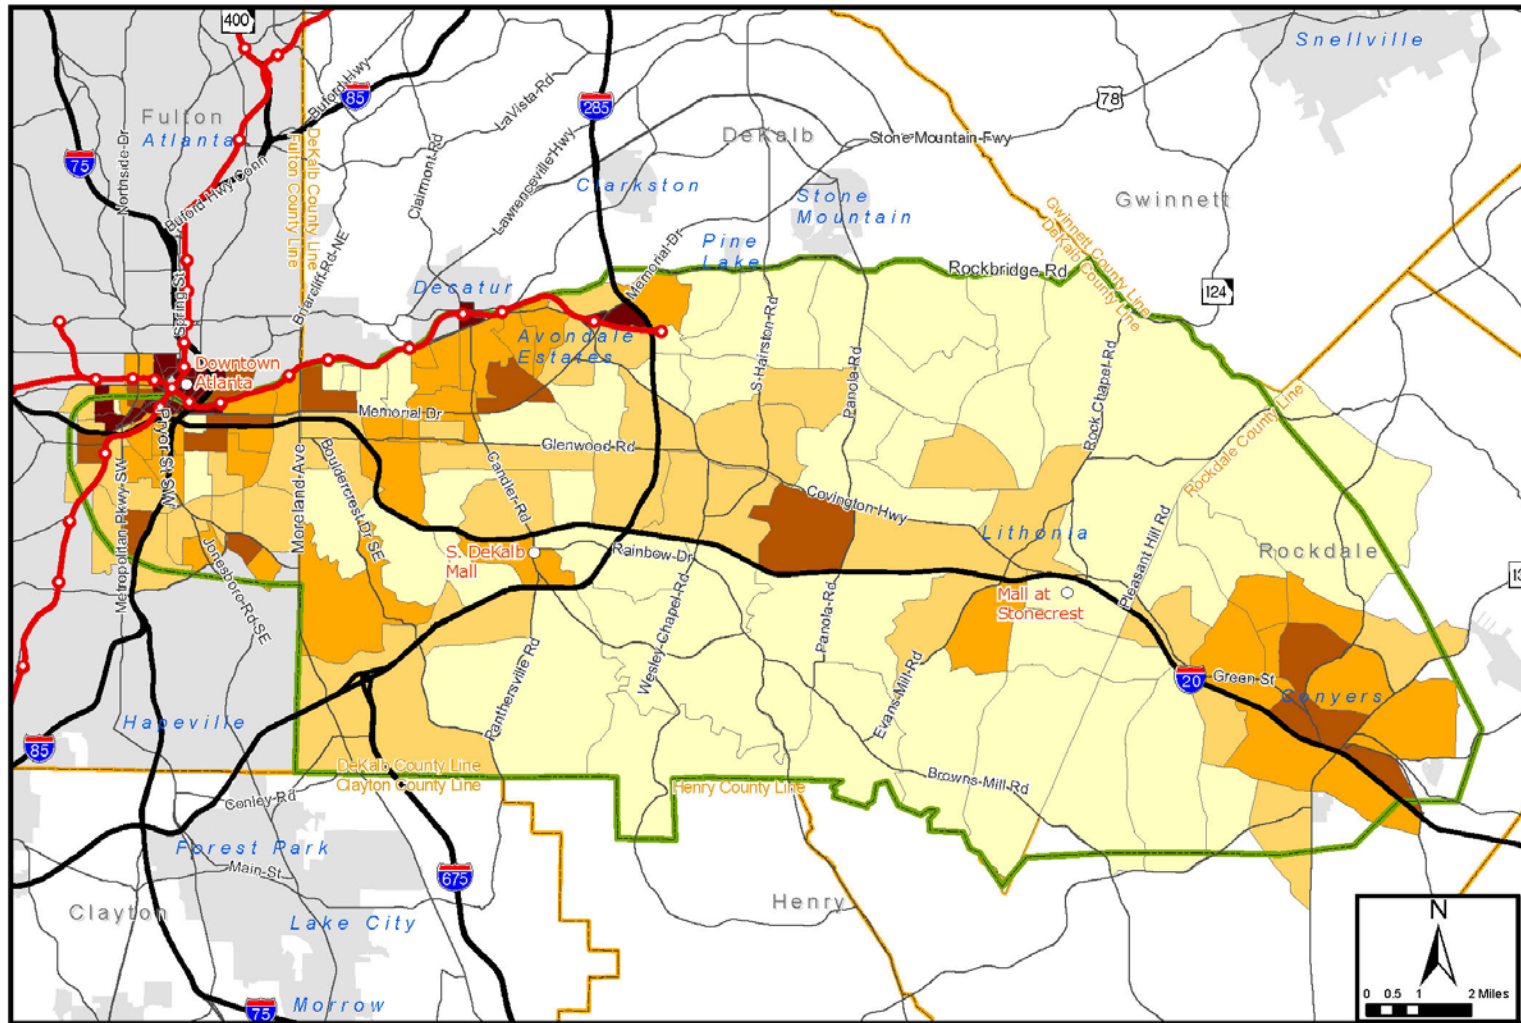 400
Snellville
Buford Hwy
85
LaVista-Rd
285
78
Fulton
Atlanta
DeKalb
Stone-Mountain-Fwy
75
Northside-Dr
Buford-Hwy-Conn
DeKalb County Line
Fulton County Line
Clairmont-Rd
Lawrenceville-Hwy
Clarkston
Stone
Mountain
Gwinnett
Gwinnett County Line
DeKalb County Line
Pine
Lake
Memorial-Dr
Rockbridge Rd
124
Spring-St
Briarcliff-Rd-NE
Decatur
Avondale
Estates
S-Hairston-Rd
Panola-Rd
Rock-Chapel-Rd
Downtown
Atlanta
Memorial Dr
Rockdale County Line
Pryor-St-SW
Glenwood-Rd
Metropolitan-Pkwy-SW
Moreland-Ave
Bouldercrest-Dr-SE
Candler-Rd
Covington-Hwy
Lithonia
Pleasant-Hill-Rd
Rockdale
Jonesboro-Rd-SE
S. DeKalb
Mall
Rainbow-Dr
Mall at
Stonecrest
13
Panthersville-Rd
Wesley-Chapel-Rd
Panola-Rd
Evans-Mill-Rd
20
Green-St
Conyers
Hapeville
85
DeKalb County Line
Clayton County Line
Henry County Line
Browns-Mill-Rd
Conley-Rd
Forest Park
Main-St
675
Clayton
Lake City
Henry
Morrow
75
N
0 0.5 1 2 Miles